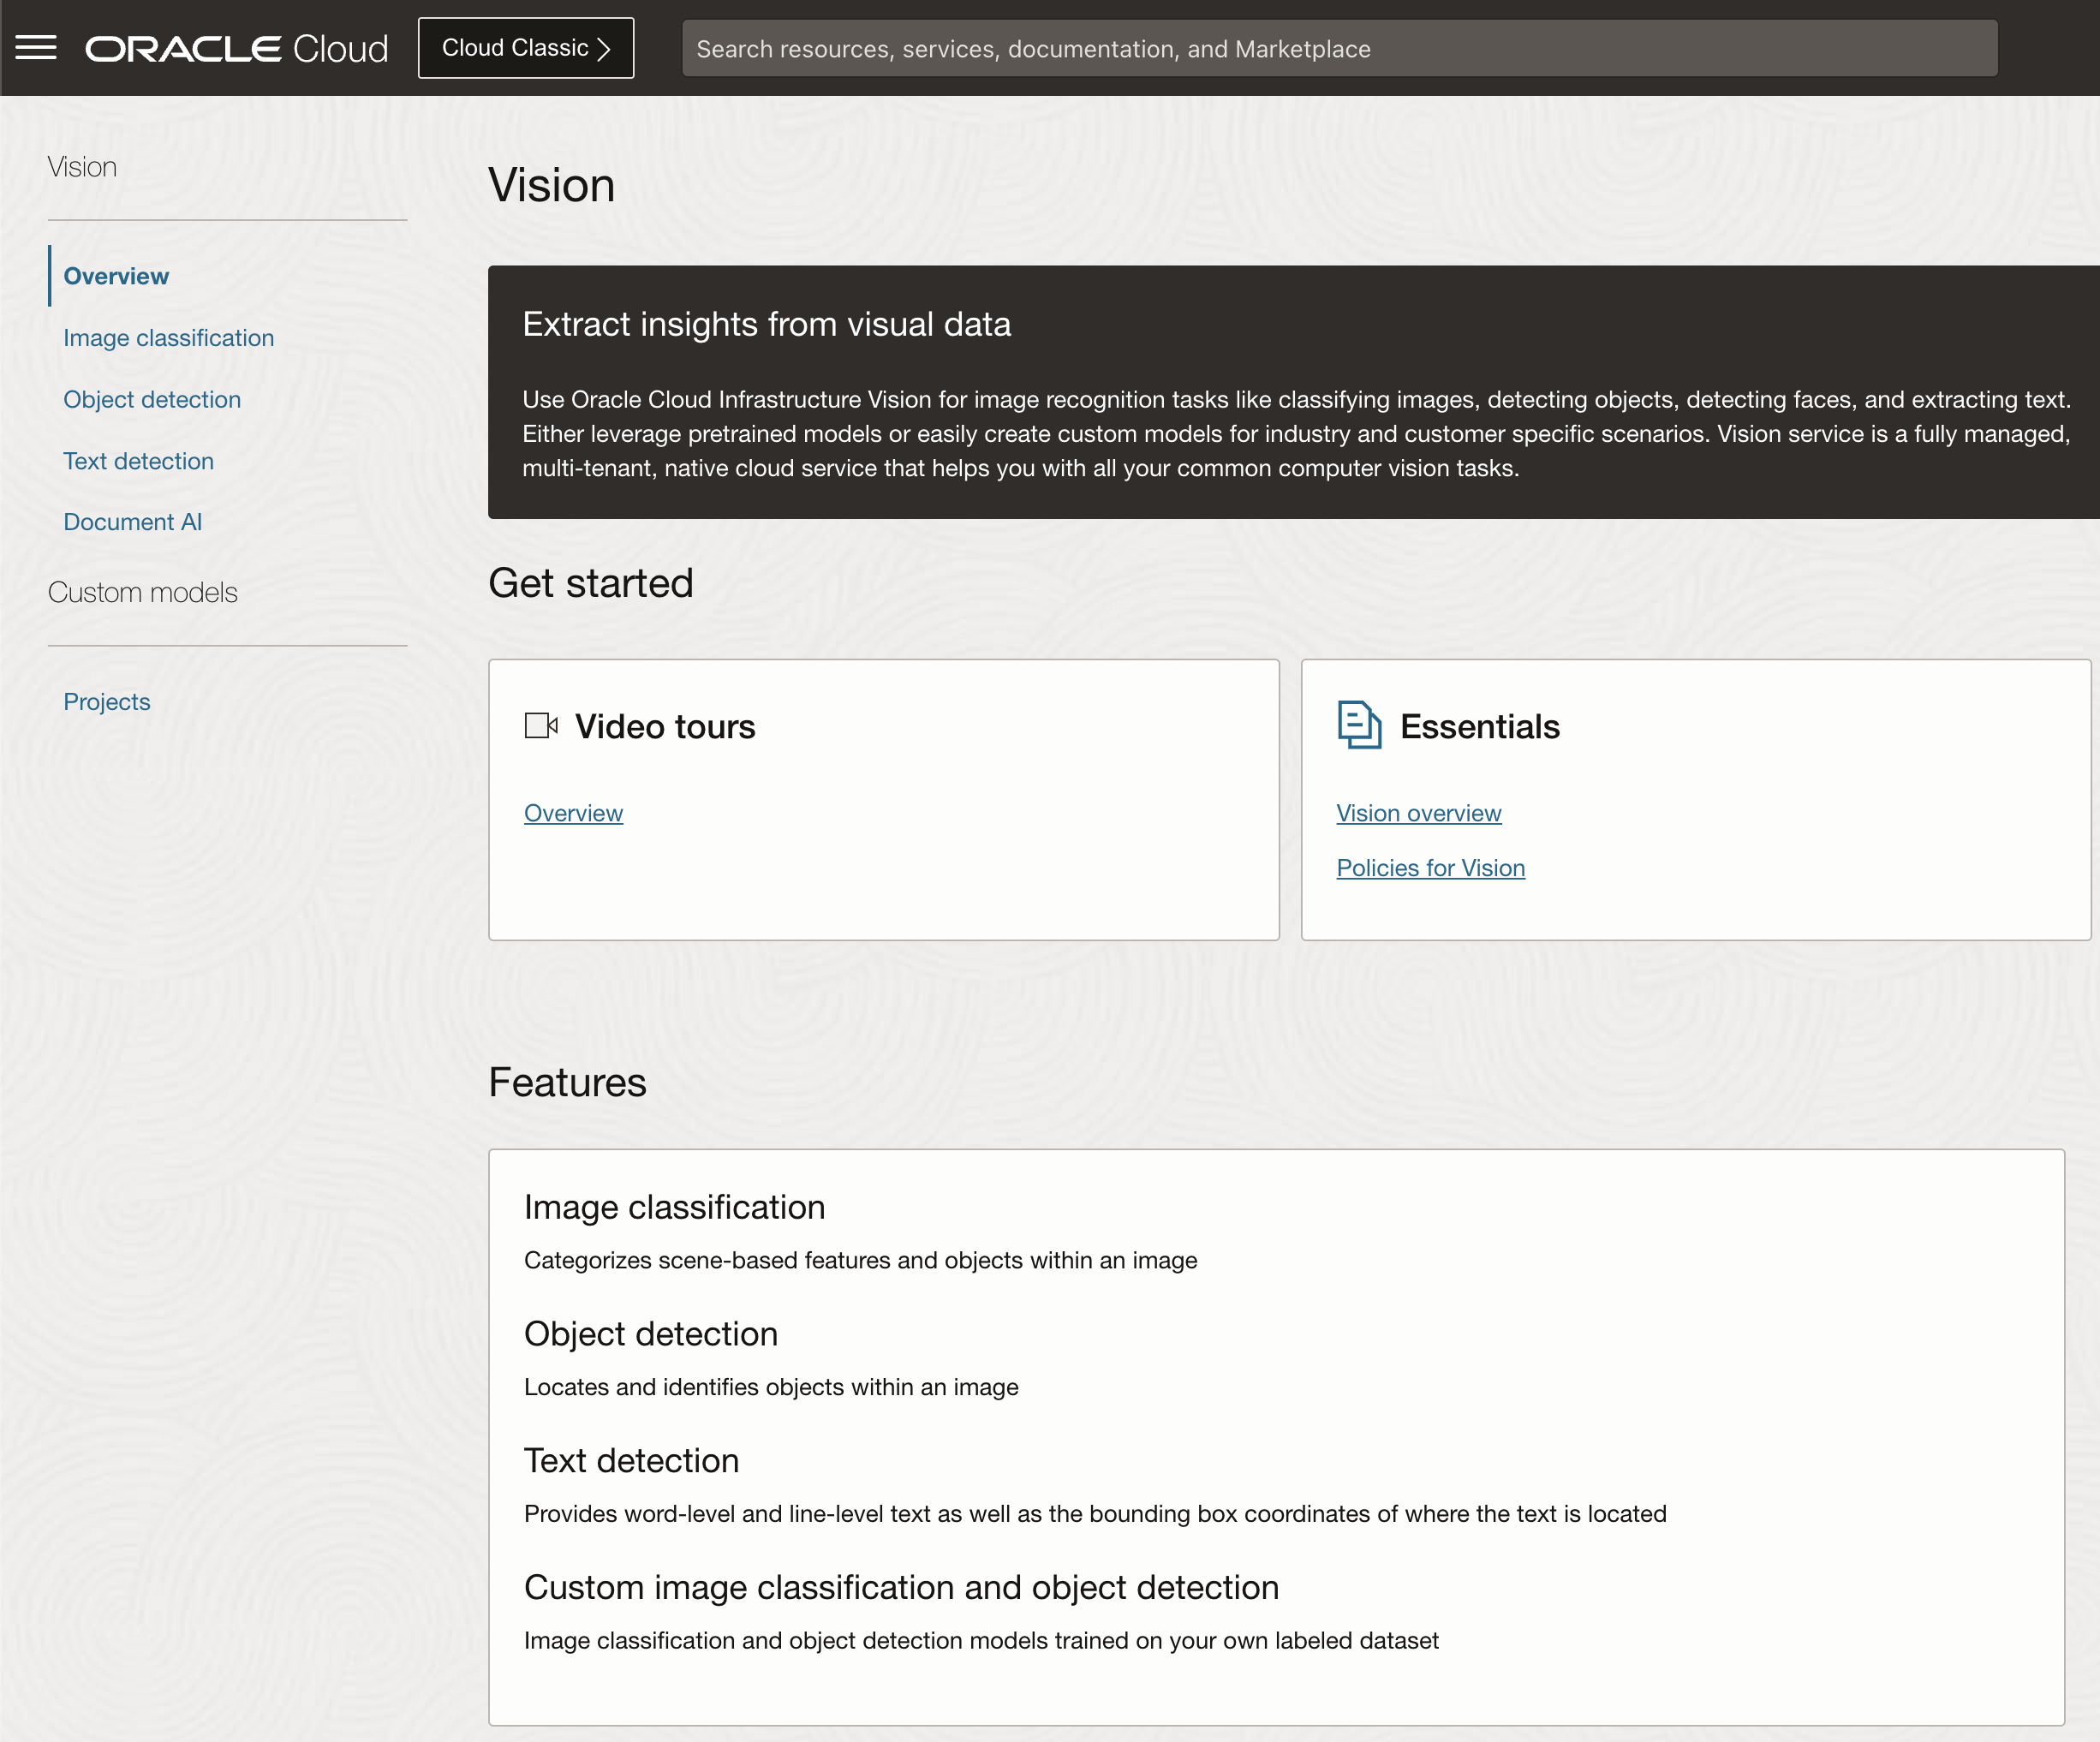 ORACLE Cloud
Cloud Classic
Search resources, services, documentation, and Marketplace
Vision
Overview
Image classification
Object detection
Text detection
Document AI
Custom models
Projects
Vision
Extract insights from visual data
Use Oracle Cloud Infrastructure Vision for image recognition tasks like classifying images, detecting objects, detecting faces, and extracting text.
Either leverage pretrained models or easily create custom models for industry and customer specific scenarios. Vision service is a fully managed,
multi-tenant, native cloud service that helps you with all your common computer vision tasks.
Get started
Video tours
Overview
Essentials
Vision overview
Policies for Vision
Features
Image classification
Categorizes scene-based features and objects within an image
Object detection
Locates and identifies objects within an image
Text detection
Provides word-level and line-level text as well as the bounding box coordinates of where the text is located
Custom image classification and object detection
Image classification and object detection models trained on your own labeled dataset